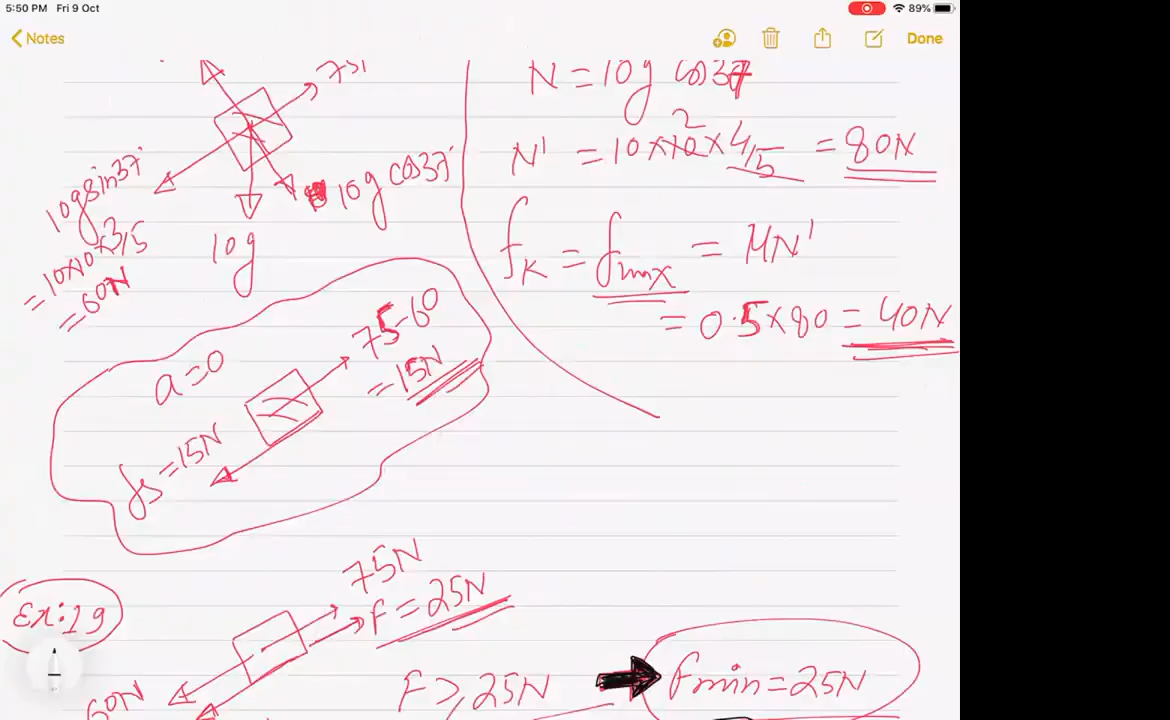 5:50 PM Fri 9 Oct
89%
Notes
Done
N = 10g cos37
N' = 10×10×4/5 = 80N
2
10g sin37°
= 10×10×3/5
= 60N
10g cos37°
10g
fk = fmax = μN'
= 0.5×80 = 40N
a=0
75-60
= 15N
fs = 15N
Ex:19
75N
F = 25N
60N
F ≥ 25N
fmin = 25N